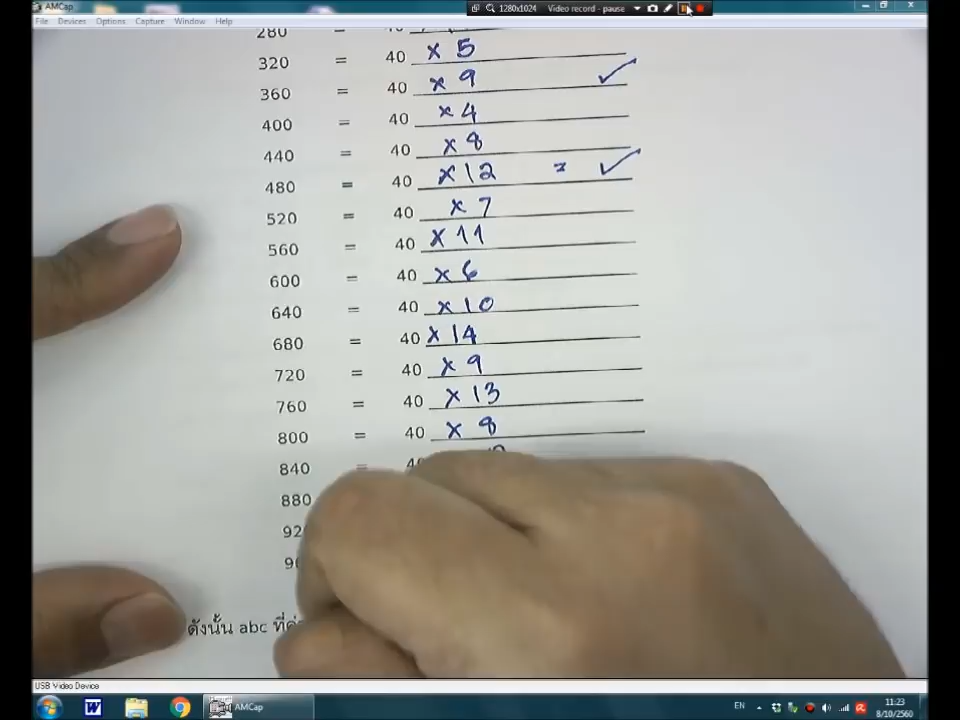 AMCap
1280x1024 Video record - pause
File Devices Options Capture Window Help
280 = 40
320 = 40 x 5
360 = 40 x 9 ✓
400 = 40 x 4
440 = 40 x 8
480 = 40 x 12 = ✓
520 = 40 x 7
560 = 40 x 11
600 = 40 x 6
640 = 40 x 10
680 = 40 x 14
720 = 40 x 9
760 = 40 x 13
800 = 40 x 8
840 =
880
ดังนั้น abc
USB Video Device
AMCap
EN
11:23
8/10/2560